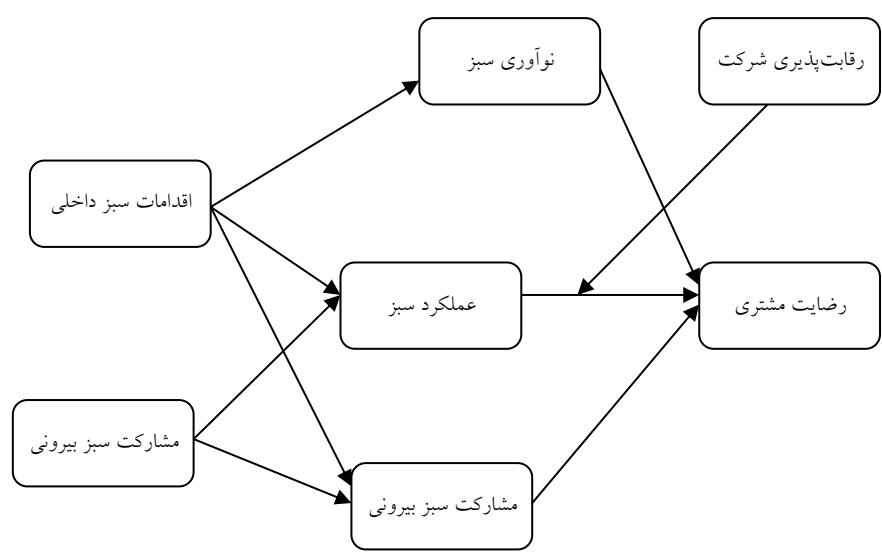 رقابت‌پذیری شرکت
نوآوری سبز
اقدامات سبز داخلی
رضایت مشتری
عملکرد سبز
مشارکت سبز بیرونی
مشارکت سبز بیرونی